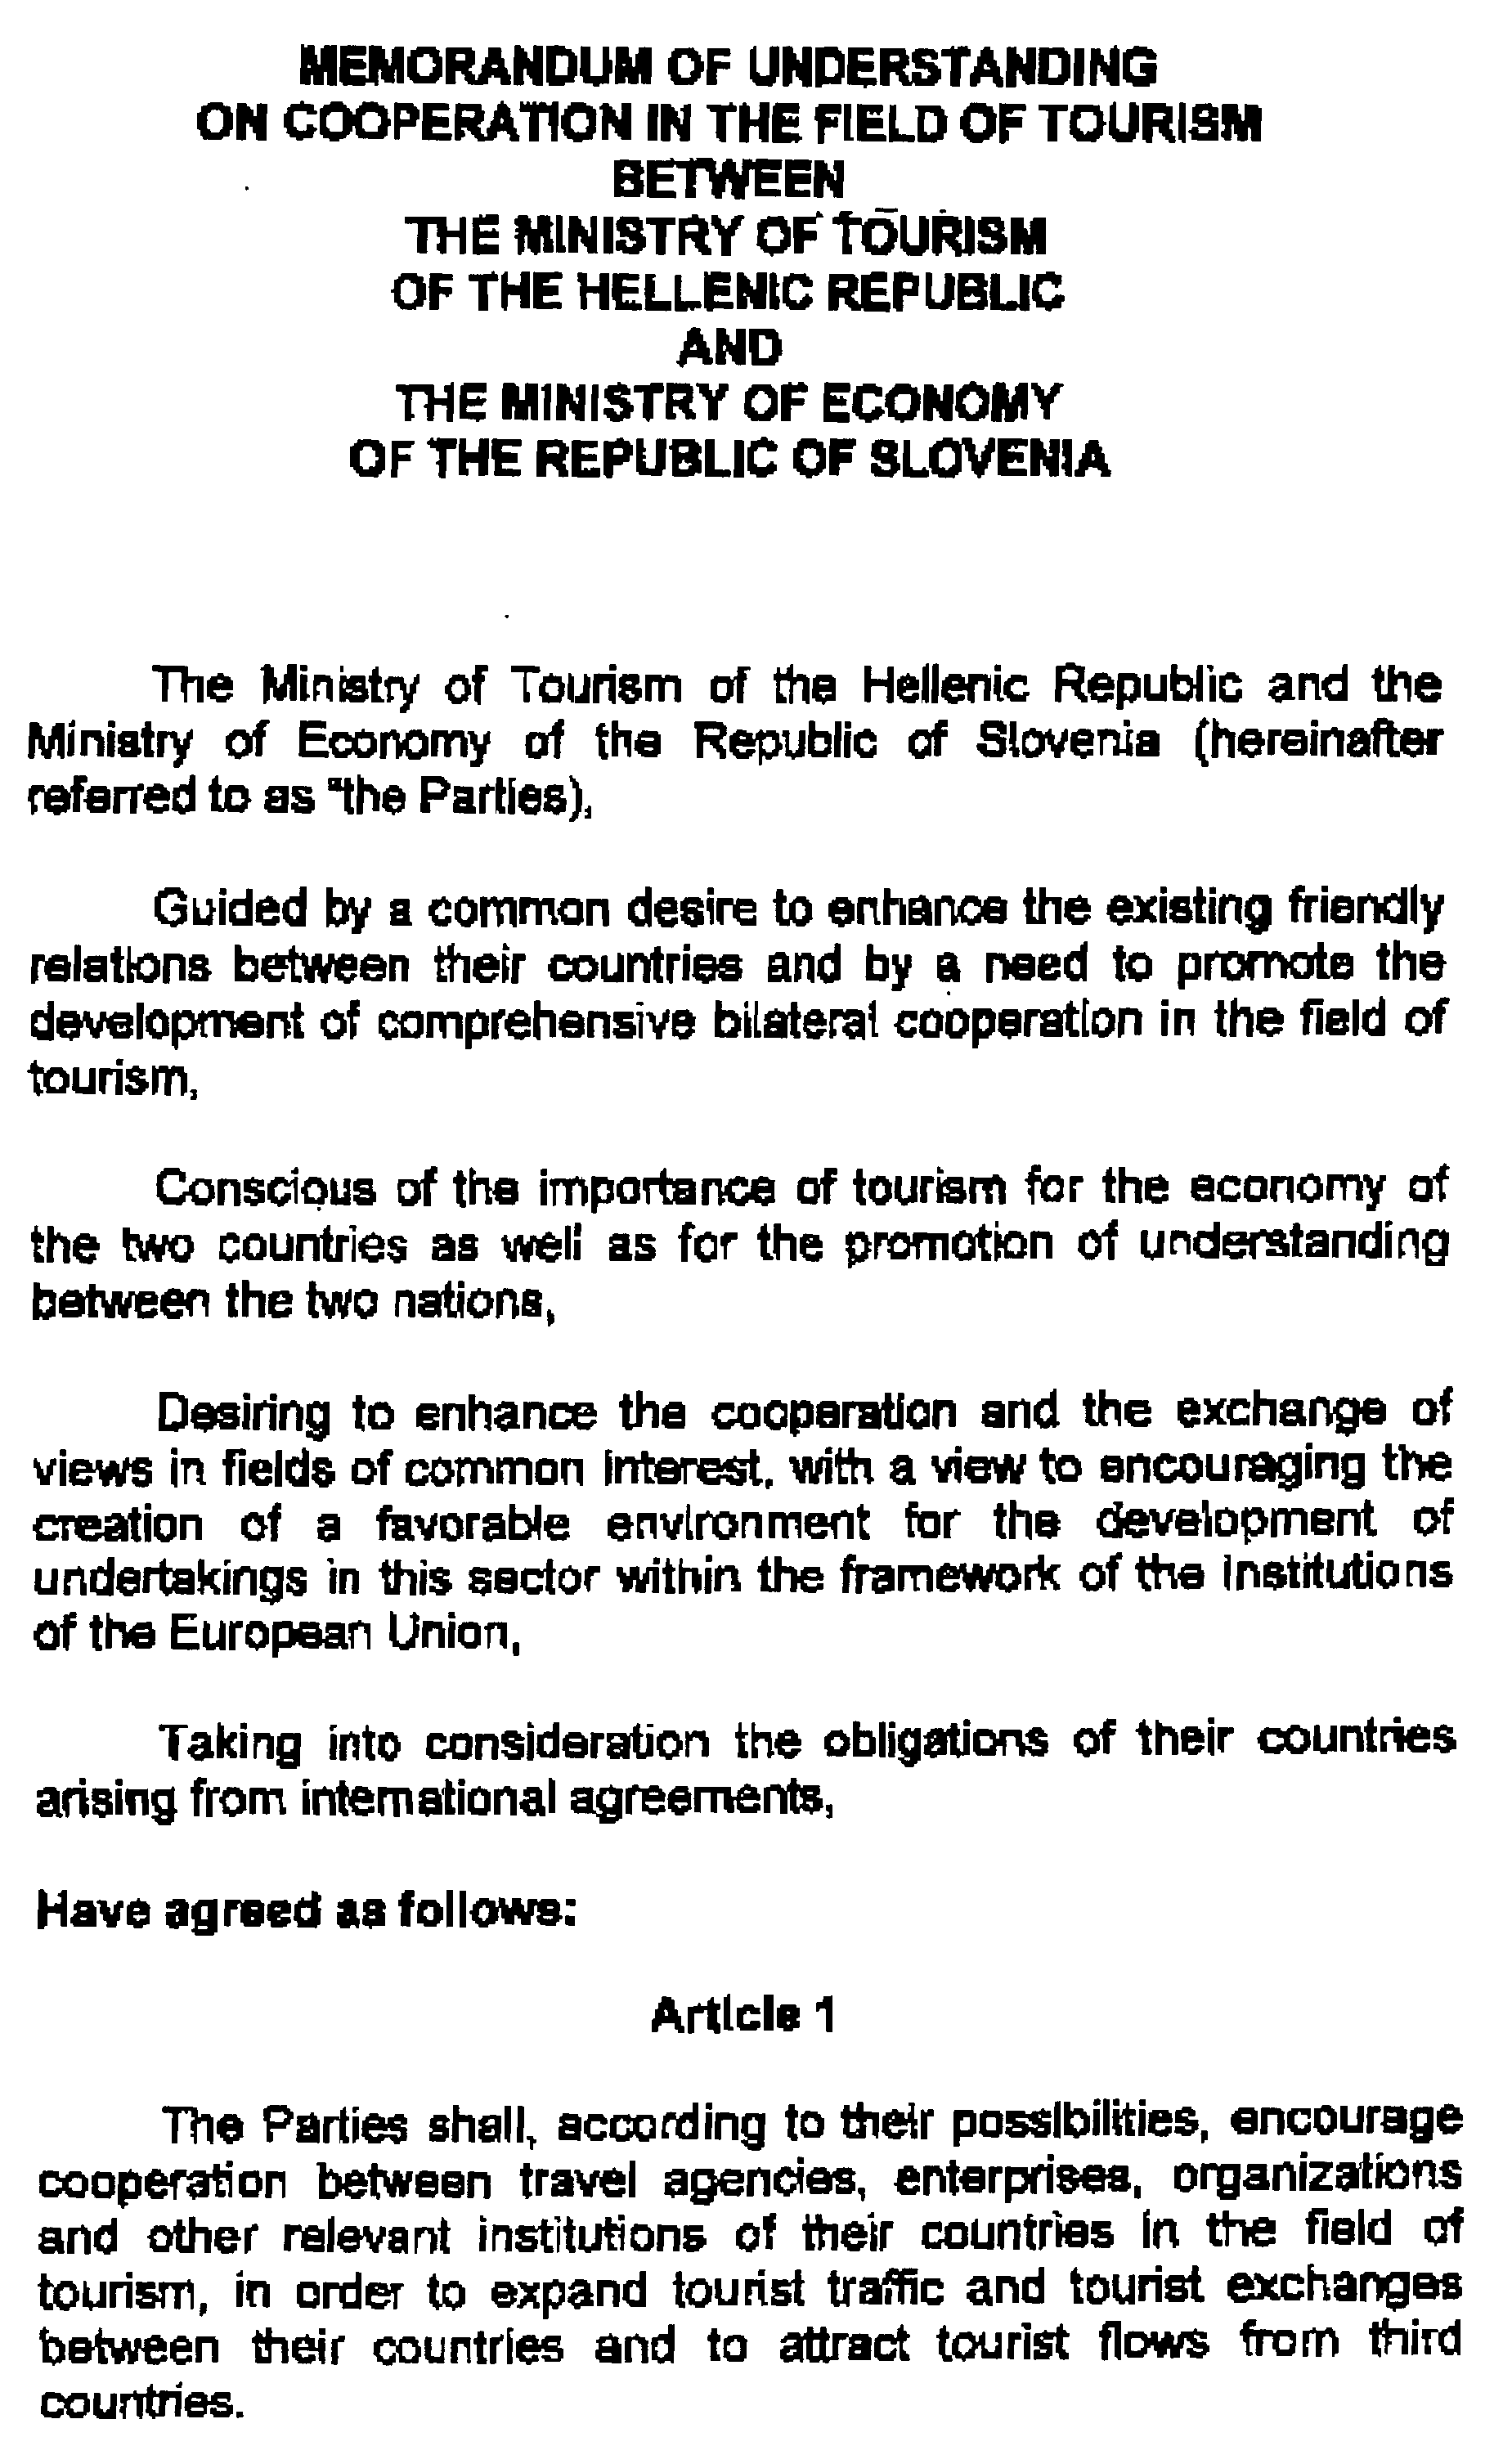 MEMORANDUM OF UNDERSTANDING
ON COOPERATION IN THE FIELD OF TOURISM
BETWEEN
THE MINISTRY OF TOURISM
OF THE HELLENIC REPUBLIC
AND
THE MINISTRY OF ECONOMY
OF THE REPUBLIC OF SLOVENIA
The Ministry of Tourism of the Hellenic Republic and the
Ministry of Economy of the Republic of Slovenia (hereinafter
referred to as "the Parties),
Guided by a common desire to enhance the existing friendly
relations between their countries and by a need to promote the
development of comprehensive bilateral cooperation in the field of
tourism,
Conscious of the importance of tourism for the economy of
the two countries as well as for the promotion of understanding
between the two nations,
Desiring to enhance the cooperation and the exchange of
views in fields of common interest, with a view to encouraging the
creation of a favorable environment for the development of
undertakings in this sector within the framework of the institutions
of the European Union,
Taking into consideration the obligations of their countries
arising from international agreements,
Have agreed as follows:
Article 1
The Parties shall, according to their possibilities, encourage
cooperation between travel agencies, enterprises, organizations
and other relevant institutions of their countries in the field of
tourism, in order to expand tourist traffic and tourist exchanges
between their countries and to attract tourist flows from third
countries.